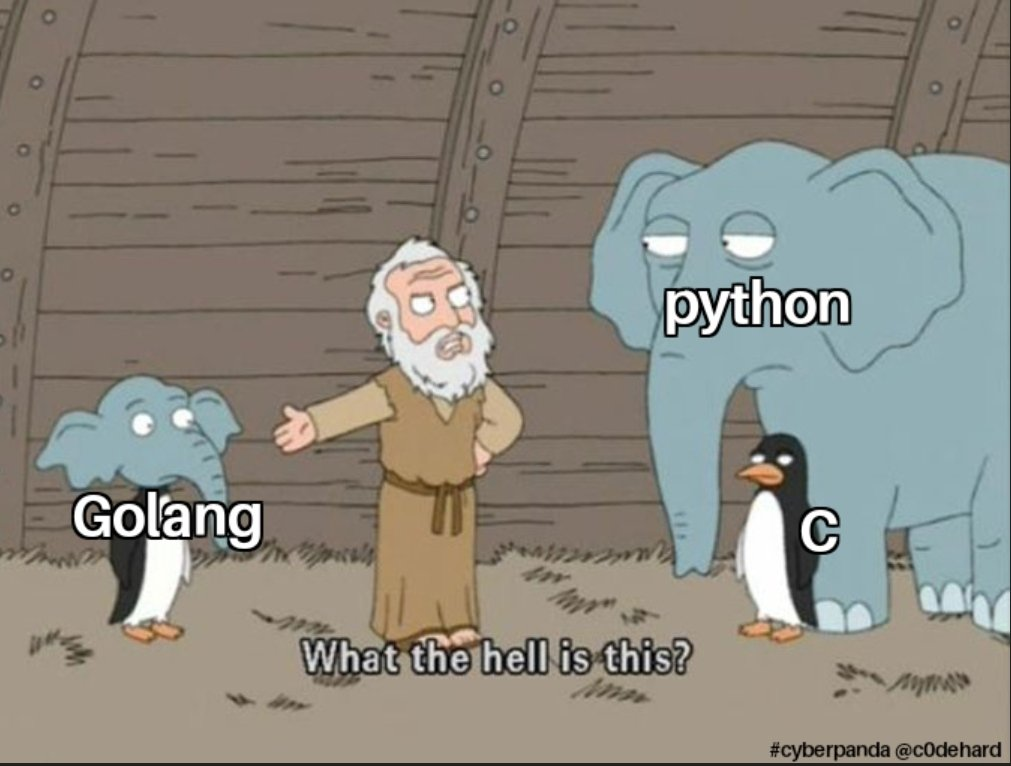 python
Golang
C
What the hell is this?
#cyberpanda @c0dehard